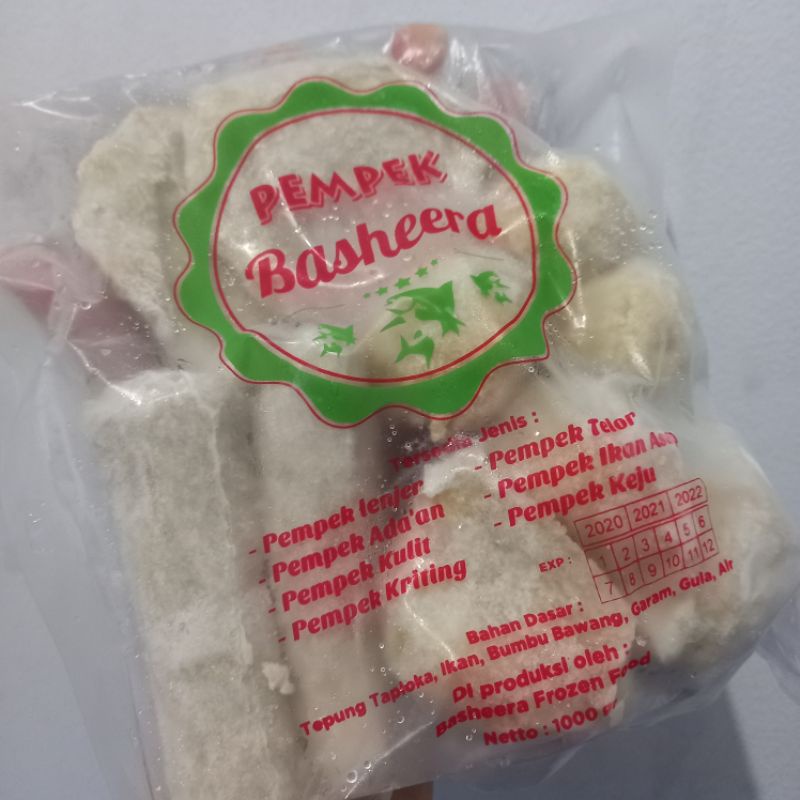 PEMPEK
Basheera
Tersedia Jenis :
- Pempek lenjer
- Pempek Ada'an
- Pempek Kulit
- Pempek Kriting
- Pempek Telor
- Pempek Ikan
- Pempek Keju
2020 2021 2022
EXP : 1 2 3 4 5 6
7 8 9 10 11 12
Bahan Dasar :
Tepung Tapioka, Ikan, Bumbu Bawang, Garam, Gula, Air
Di produksi oleh :
Basheera Frozen Food
Netto : 1000